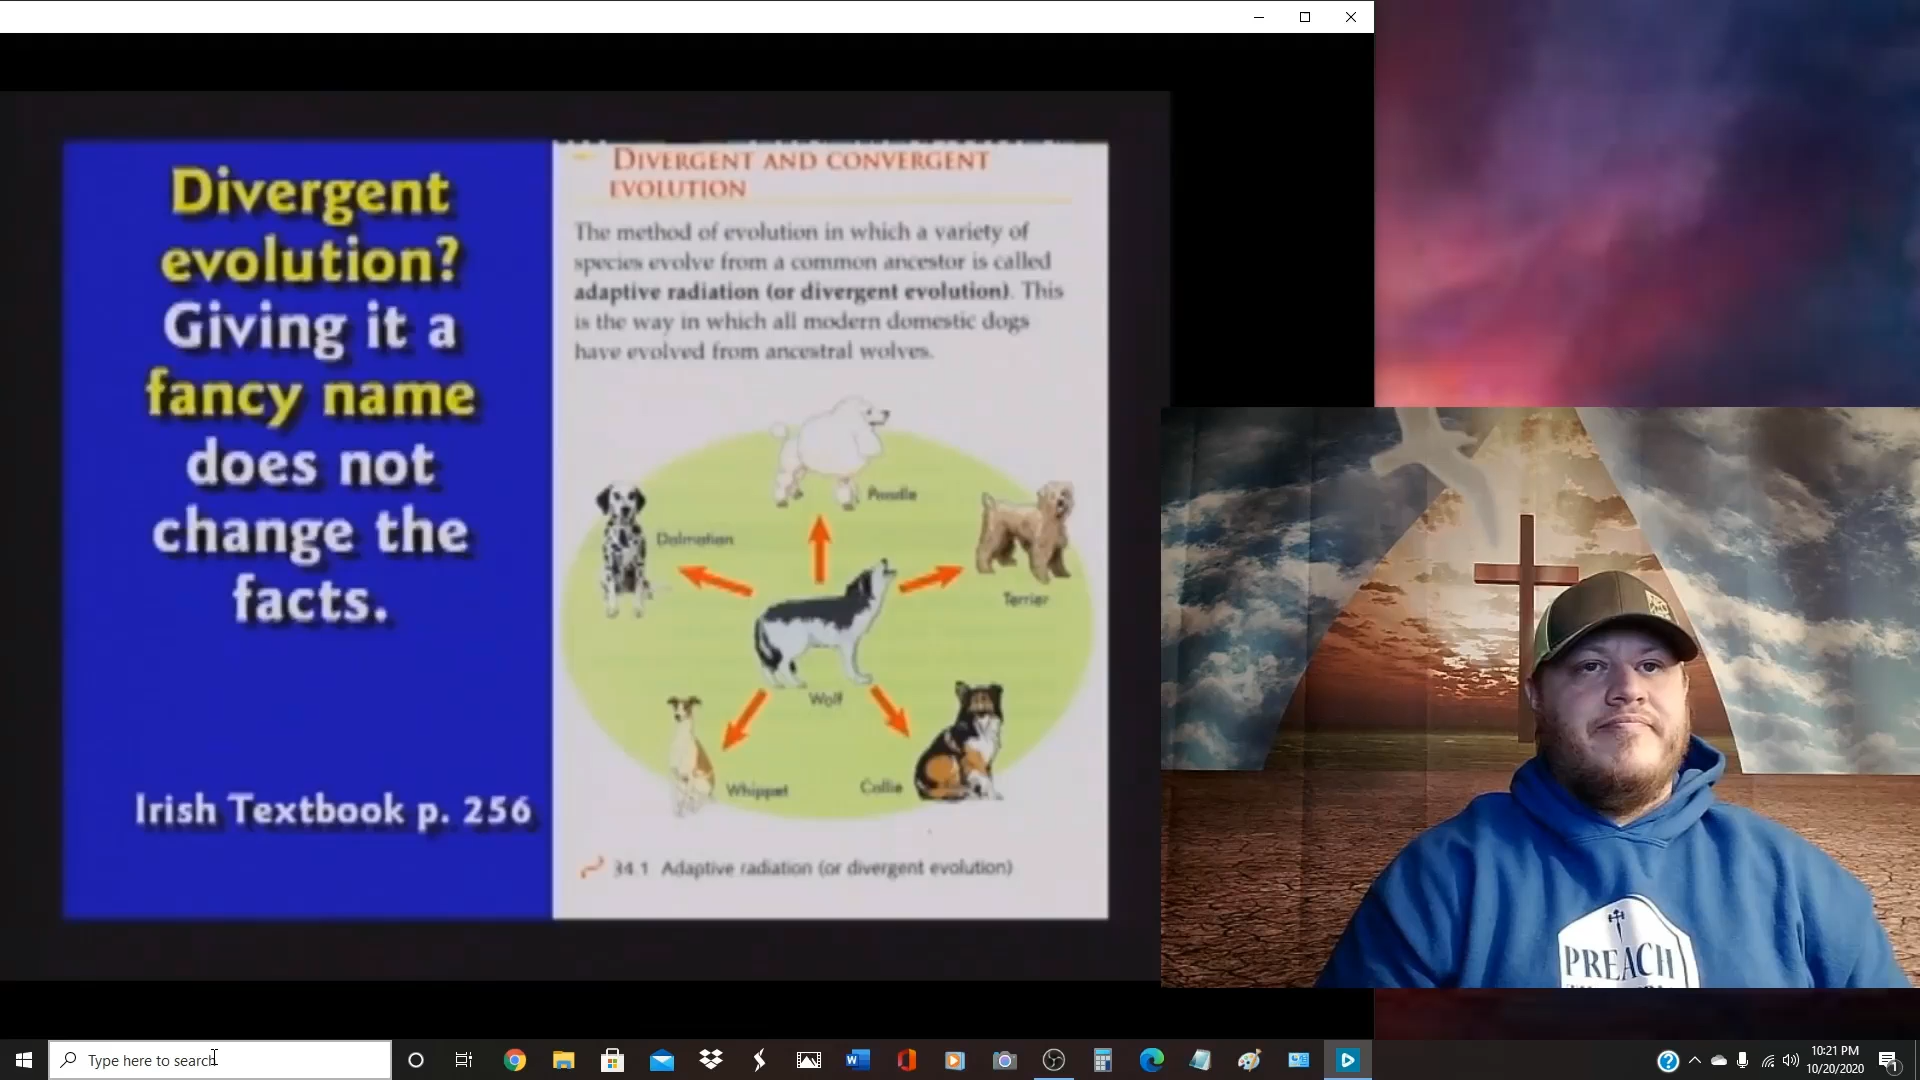 Divergent
evolution?
Giving it a
fancy name
does not
change the
facts.
Irish Textbook p. 256
DIVERGENT AND CONVERGENT
EVOLUTION
The method of evolution in which a variety of
species evolve from a common ancestor is called
adaptive radiation (or divergent evolution). This
is the way in which all modern domestic dogs
have evolved from ancestral wolves.
Poodle
Dalmatian
Terrier
Wolf
Whippet
Collie
34.1 Adaptive radiation (or divergent evolution)
PREACH
Type here to search
10:21 PM
10/20/2020